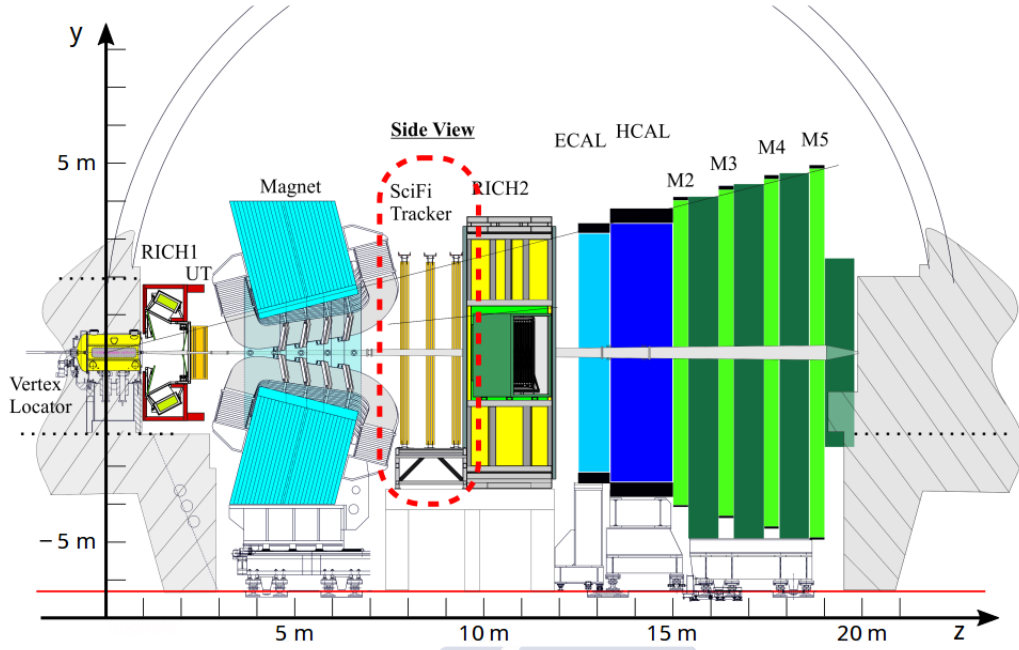 y
Side View
ECAL
HCAL
M5
M4
M3
M2
5 m
Magnet
SciFi
Tracker
RICH2
RICH1
UT
Vertex
Locator
− 5 m
5 m
10 m
15 m
20 m
z